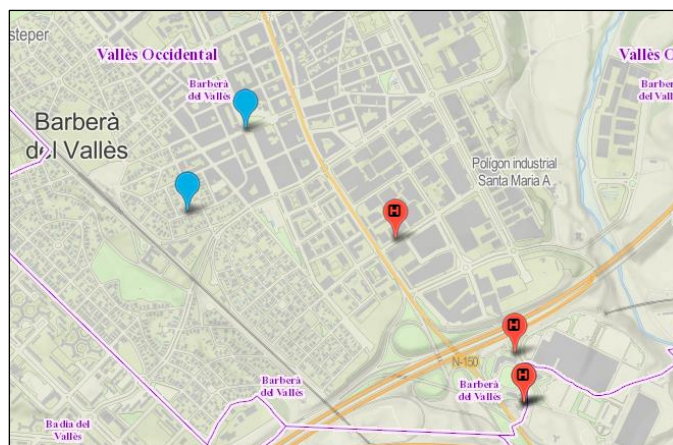 steper
Vallès Occidental
Vallès O
Barberà
del Vallès
Barber
del Vall
Barberà
del Vallès
Polígon industrial
Santa Maria A
H
H
N-150
H
Barberà
del Vallès
Barberà
del Vallès
Badia del
Vallès